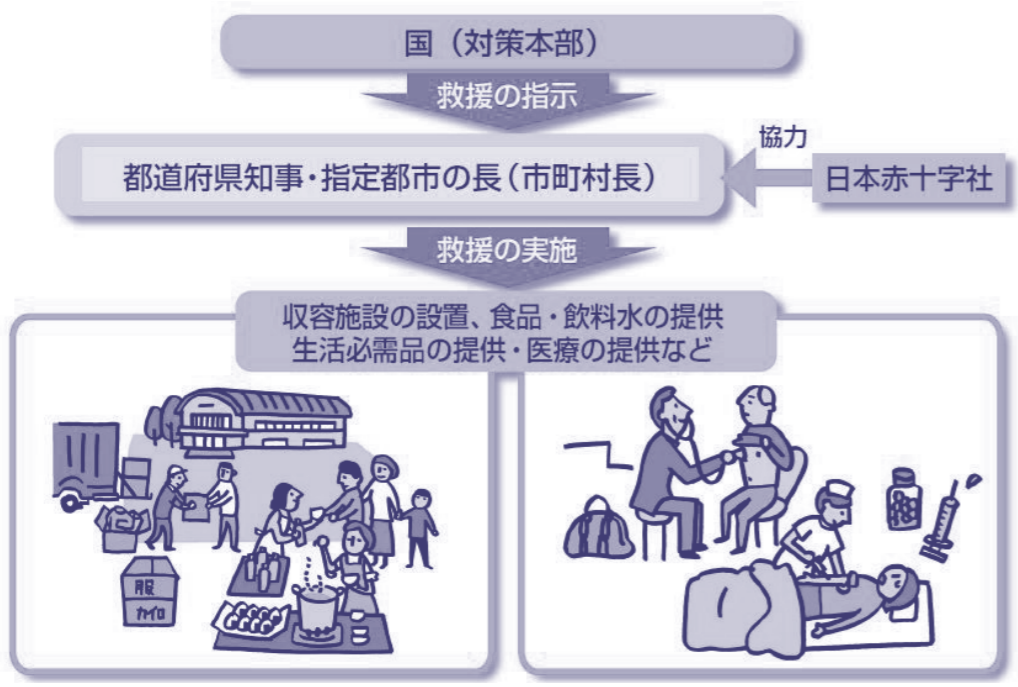 国（対策本部）
救援の指示
都道府県知事・指定都市の長（市町村長）
協力
日本赤十字社
救援の実施
収容施設の設置、食品・飲料水の提供
生活必需品の提供・医療の提供など
服
カイロ